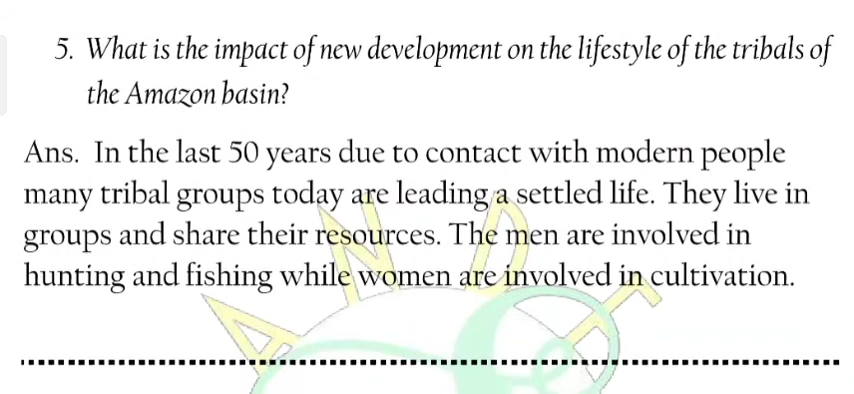 5. What is the impact of new development on the lifestyle of the tribals of
the Amazon basin?
Ans. In the last 50 years due to contact with modern people
many tribal groups today are leading a settled life. They live in
groups and share their resources. The men are involved in
hunting and fishing while women are involved in cultivation.